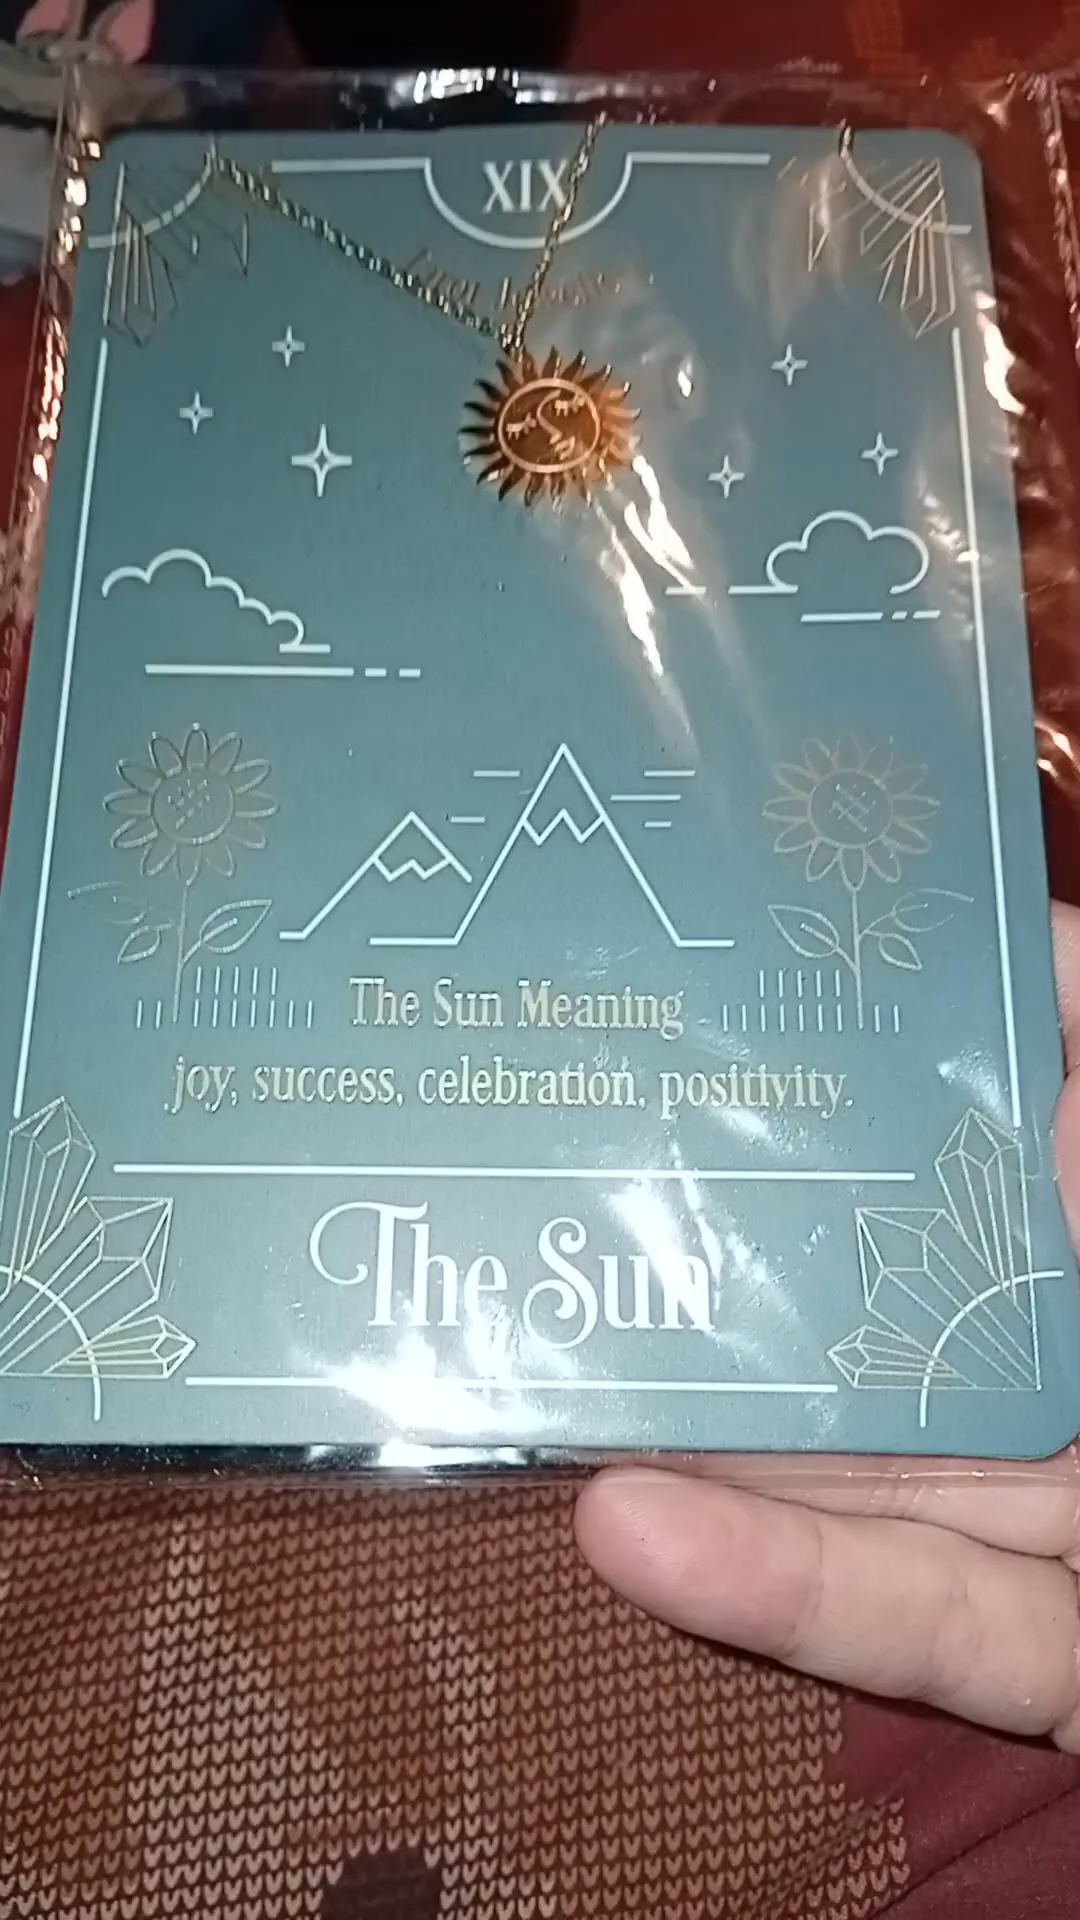 XIX
The Sun Meaning
joy, success, celebration, positivity.
The Sun